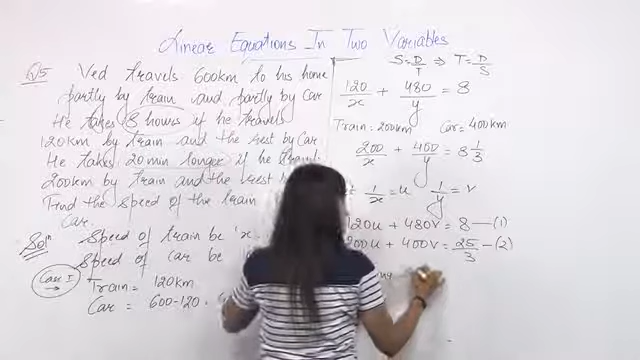 Linear Equations In Two Variables
Q5 Ved travels 600km to his home
partly by train and partly by car
He takes 8 hours if he travels
120km by train and the rest by Car
He takes 20 min longer if he travels
200km by train and the rest
Find the speed of the train
Car.
Solⁿ Speed of train be 'x
Speed of car be
Case I
Train = 120km
Car = 600-120 =
S = D/T ⇒ T = D/S
120/x + 480/y = 8
Train = 200km Car = 400km
200/x + 400/y = 8 1/3
1/x = u 1/y = v
120u + 480v = 8 —(1)
200u + 400v = 25/3 —(2)